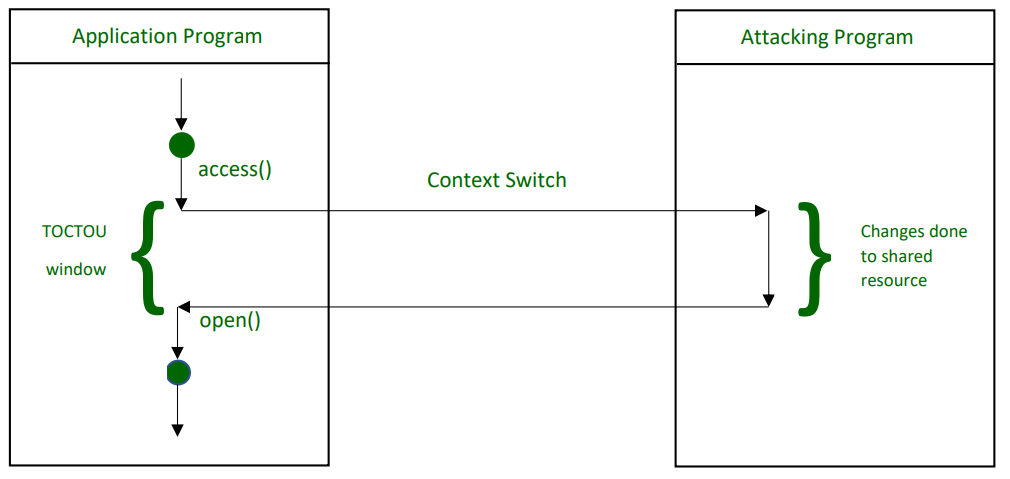 Application Program
Attacking Program
access()
Context Switch
TOCTOU
window
Changes done
to shared
resource
open()